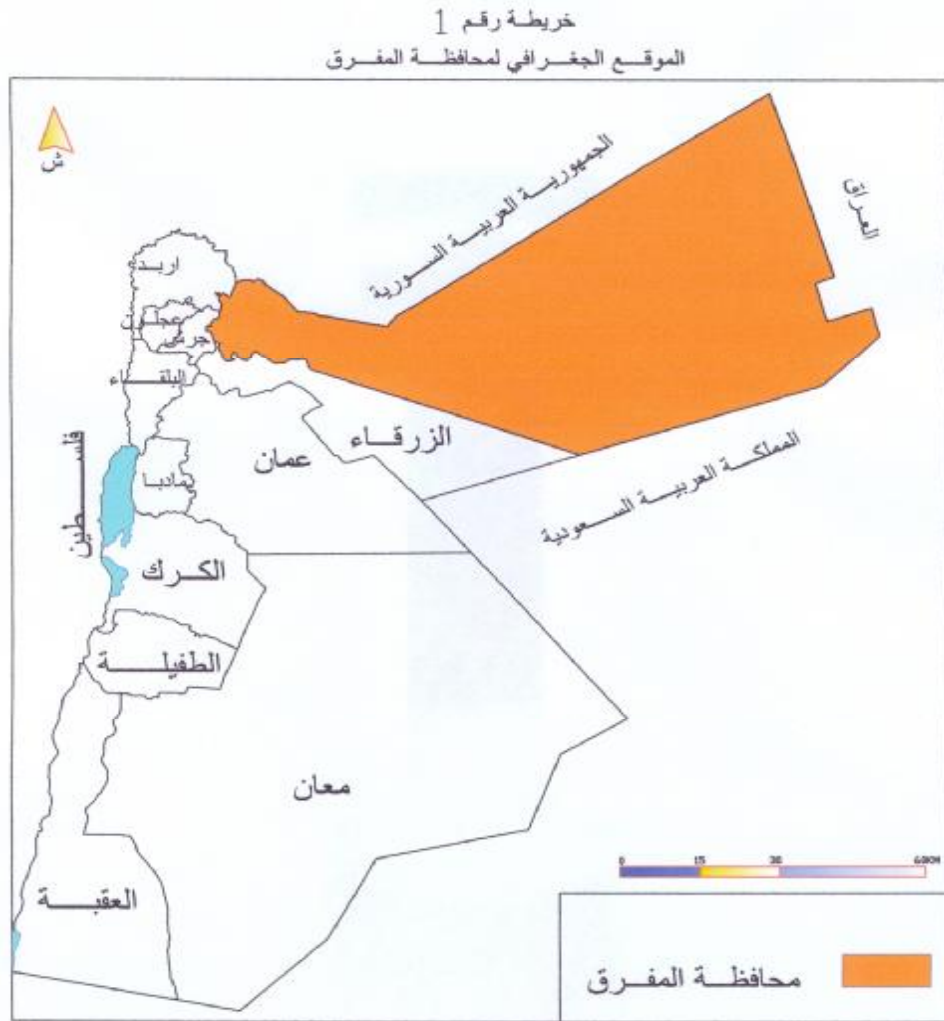 خريطة رقم 1
الموقع الجغرافي لمحافظة المفرق
ش
الجمهورية العربية السورية
العراق
اربد
عجلون
جرش
البلقاء
الزرقاء
عمان
مادبا
فلسطين
المملكة العربية السعودية
الكرك
الطفيلة
معان
العقبة
0 15 30 60KM
محافظة المفرق